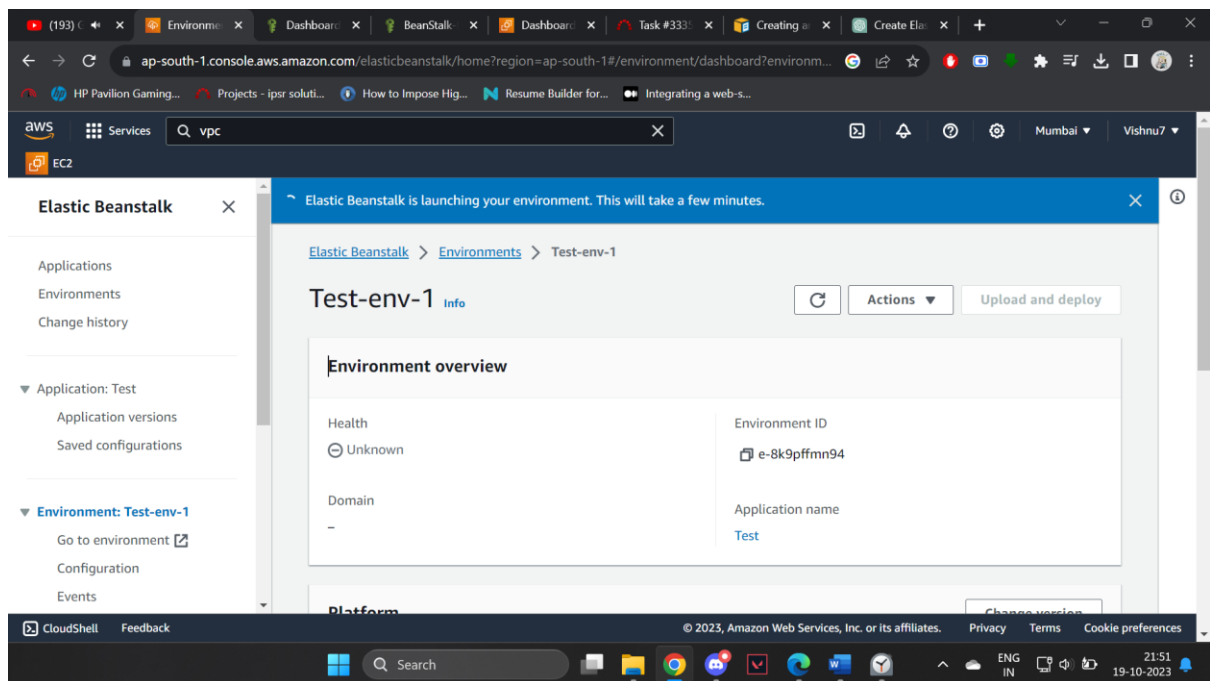 (193) (
Environme
Dashboard
BeanStalk-
Dashboard
Task #333
Creating a
Create Elas
ap-south-1.console.aws.amazon.com/elasticbeanstalk/home?region=ap-south-1#/environment/dashboard?environm...
HP Pavilion Gaming...
Projects - ipsr soluti...
How to Impose Hig...
Resume Builder for...
Integrating a web-s...
aws
Services
vpc
Mumbai
Vishnu7
EC2
Elastic Beanstalk
Applications
Environments
Change history
Application: Test
Application versions
Saved configurations
Environment: Test-env-1
Go to environment
Configuration
Events
Elastic Beanstalk is launching your environment. This will take a few minutes.
Elastic Beanstalk > Environments > Test-env-1
Test-env-1 Info
Actions
Upload and deploy
Environment overview
Health
Unknown
Domain
–
Environment ID
e-8k9pffmn94
Application name
Test
Platform
Change version
CloudShell
Feedback
© 2023, Amazon Web Services, Inc. or its affiliates.
Privacy
Terms
Cookie preferences
Search
ENG
IN
21:51
19-10-2023